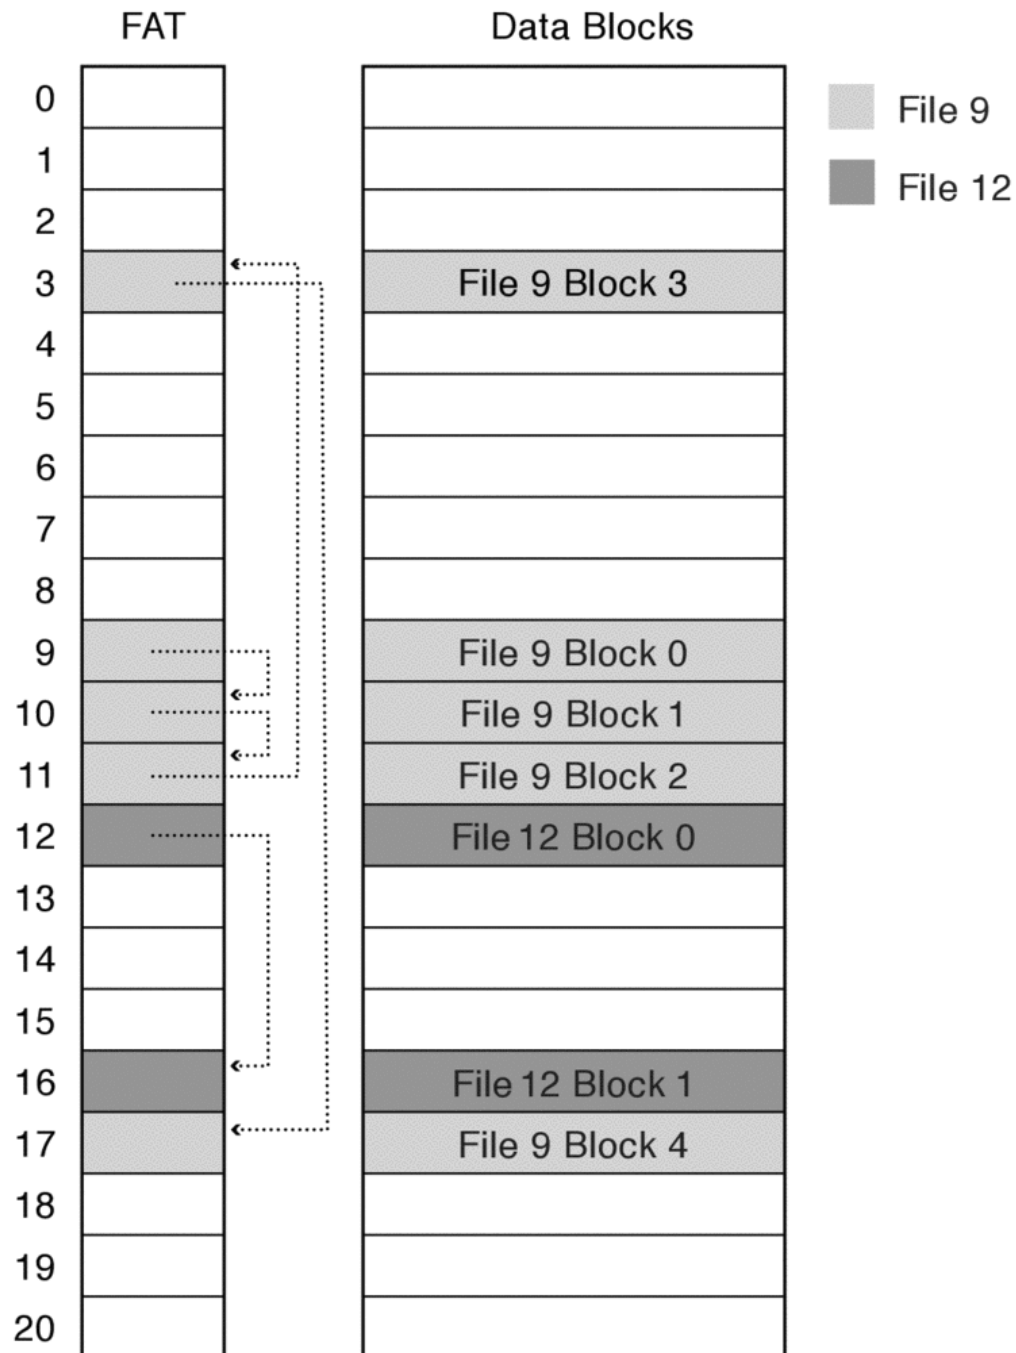 FAT Data Blocks
0
File 9
1
File 12
2
3 File 9 Block 3
4
5
6
7
8
9 File 9 Block 0
10 File 9 Block 1
11 File 9 Block 2
12 File 12 Block 0
13
14
15
16 File 12 Block 1
17 File 9 Block 4
18
19
20